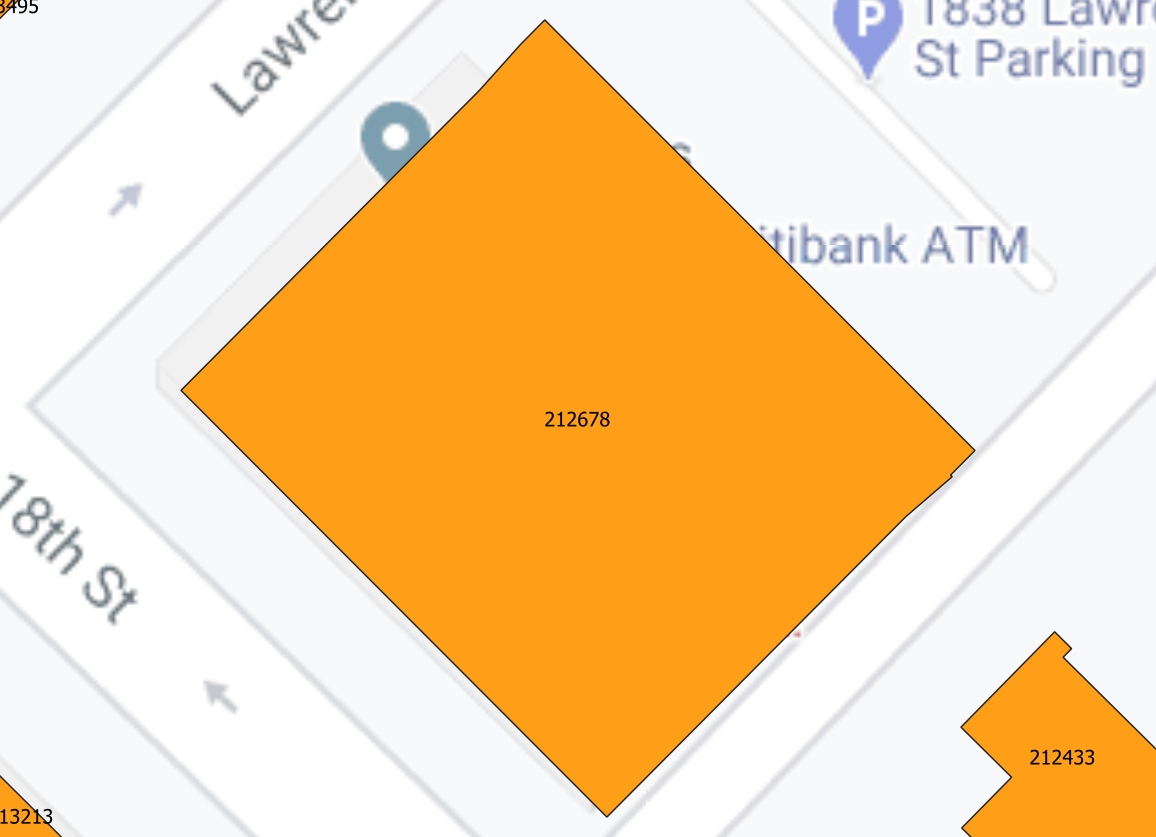 3495
Lawre
P
1838 Lawre
St Parking
s
itibank ATM
212678
18th St
212433
13213